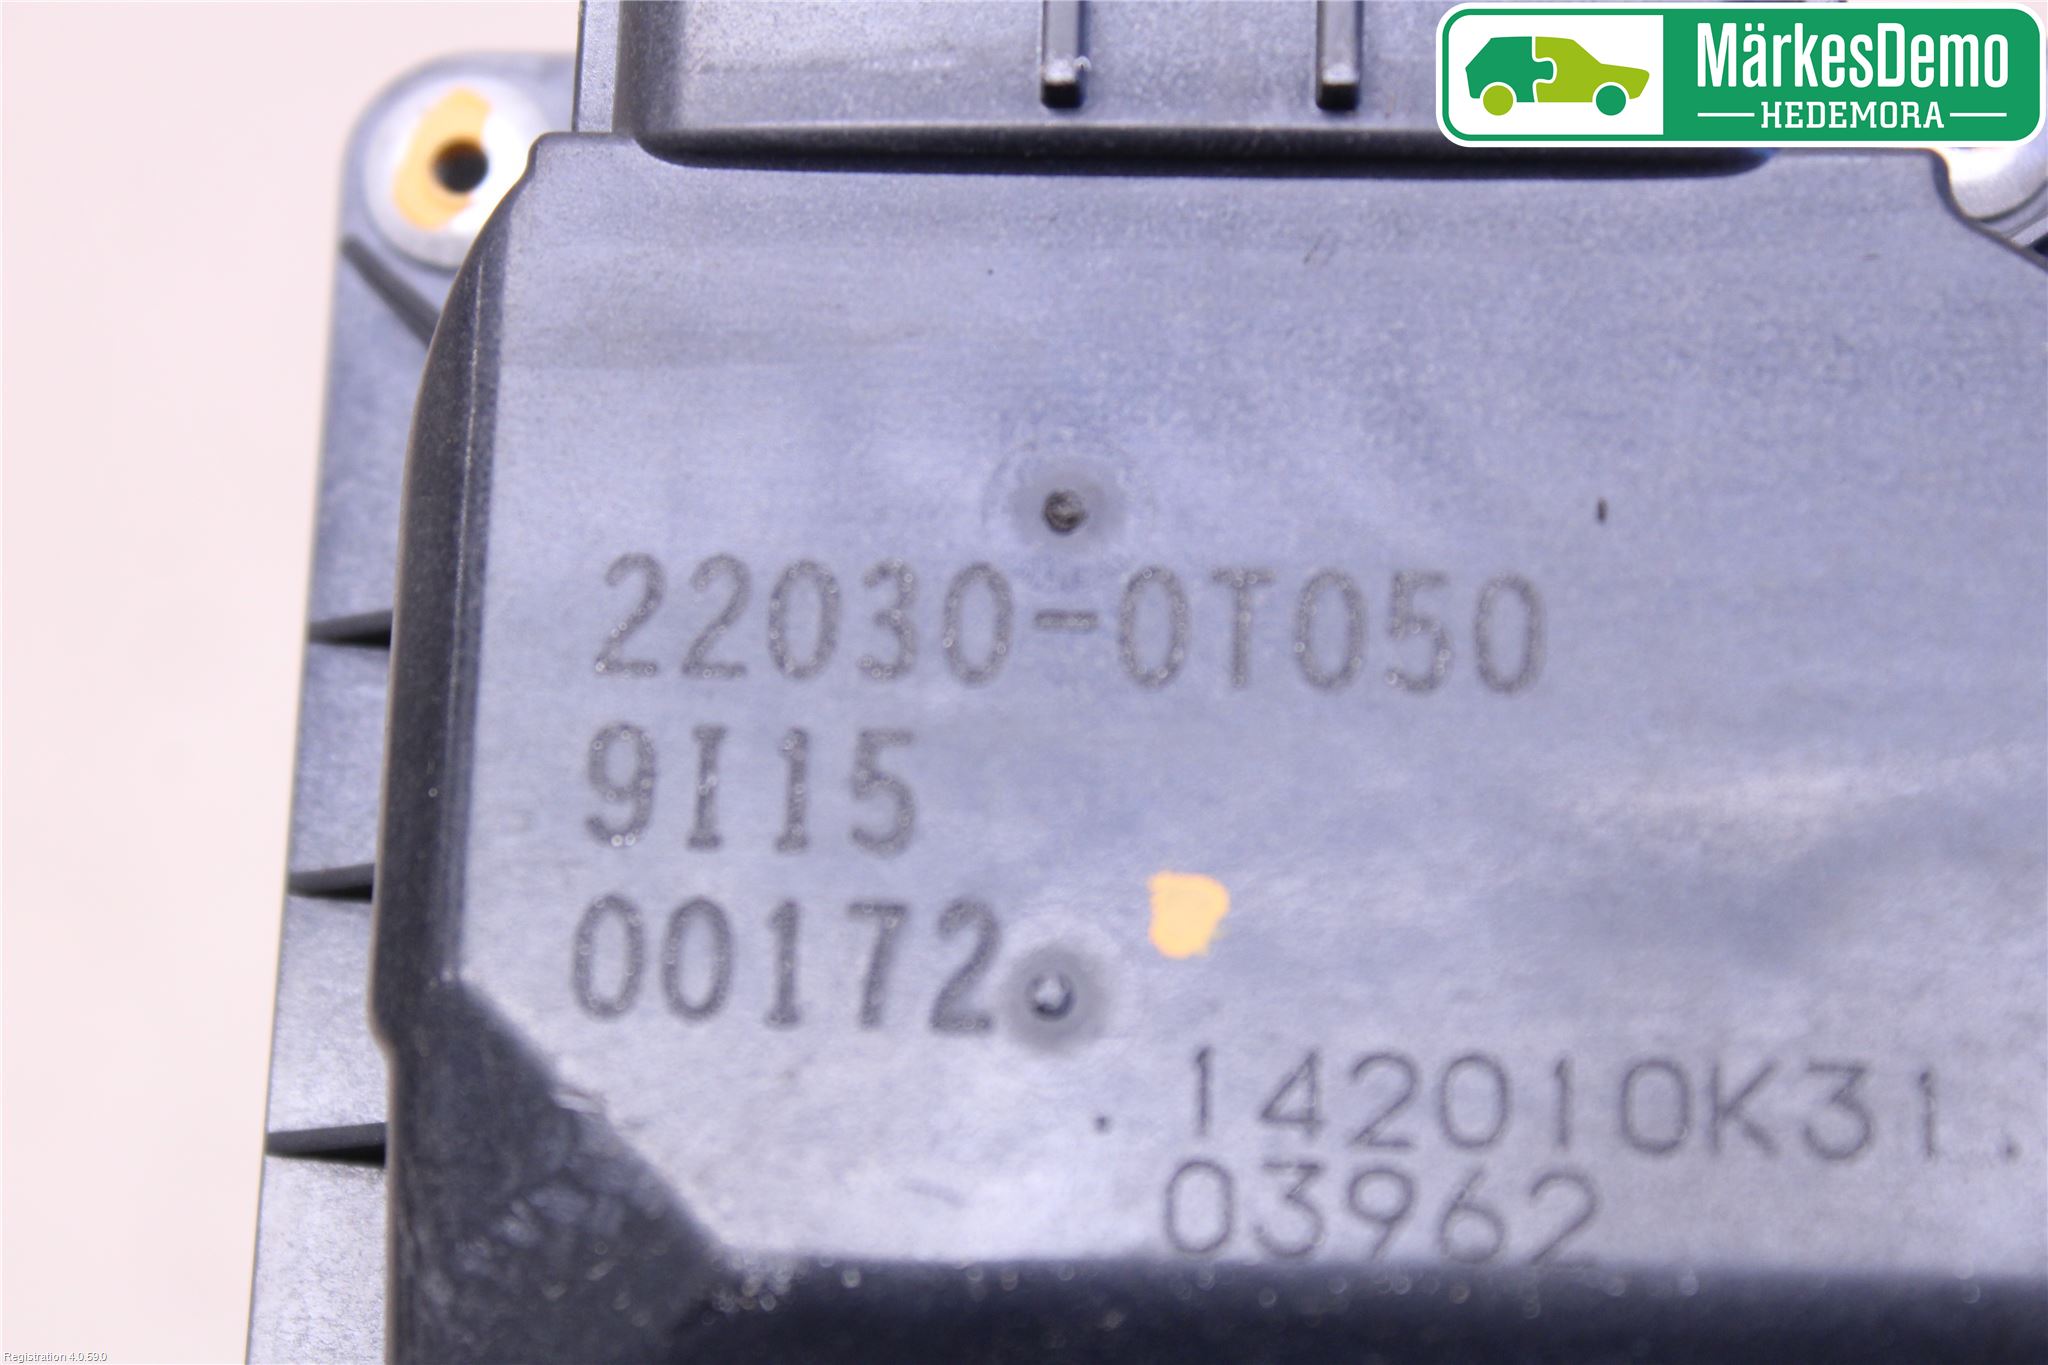 MärkesDemo
HEDEMORA
22030-0T050
9I15
00172
.142010K31.
03962
Registration 4.0.59.0